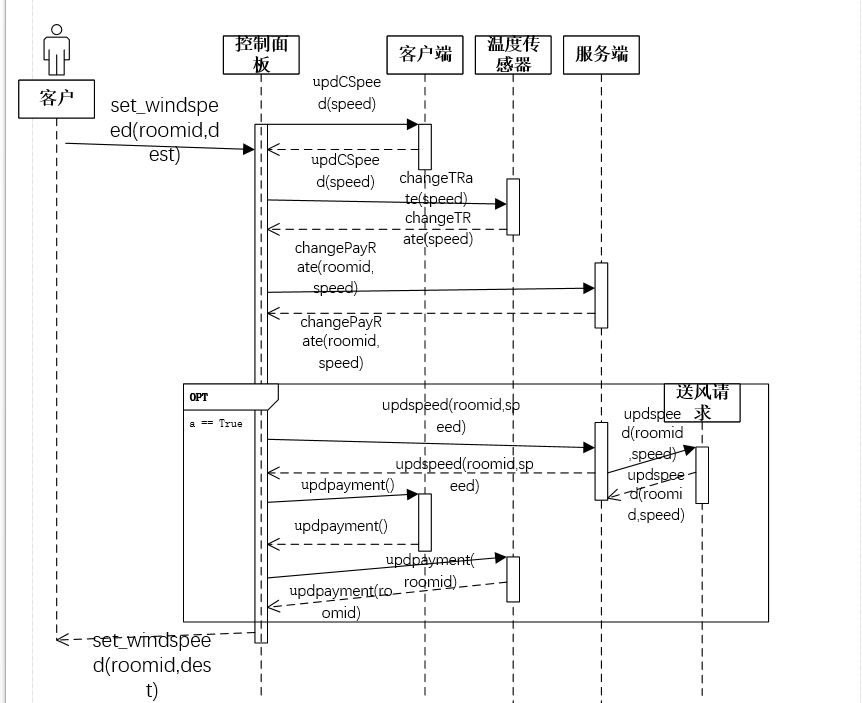 控制面
板
客户端
温度传
感器
服务端
客户
set_windspe
ed(roomid,d
est)
updCSpee
d(speed)
updCSpee
d(speed)
changeTRa
te(speed)
changeTR
ate(speed)
changePayR
ate(roomid,
speed)
changePayR
ate(roomid,
speed)
OPT
a == True
送风请
求
updspeed(roomid,sp
eed)
updspee
d(roomid
,speed)
updspeed(roomid,sp
eed)
updspee
d(roomi
d,speed)
updpayment()
updpayment()
updpayment(
roomid)
updpayment(ro
omid)
set_windspee
d(roomid,des
t)